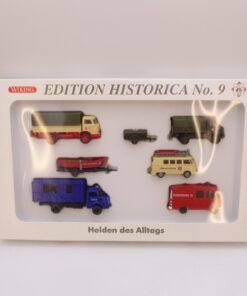 WIKING EDITION HISTORICA No. 9
Helden des Alltags